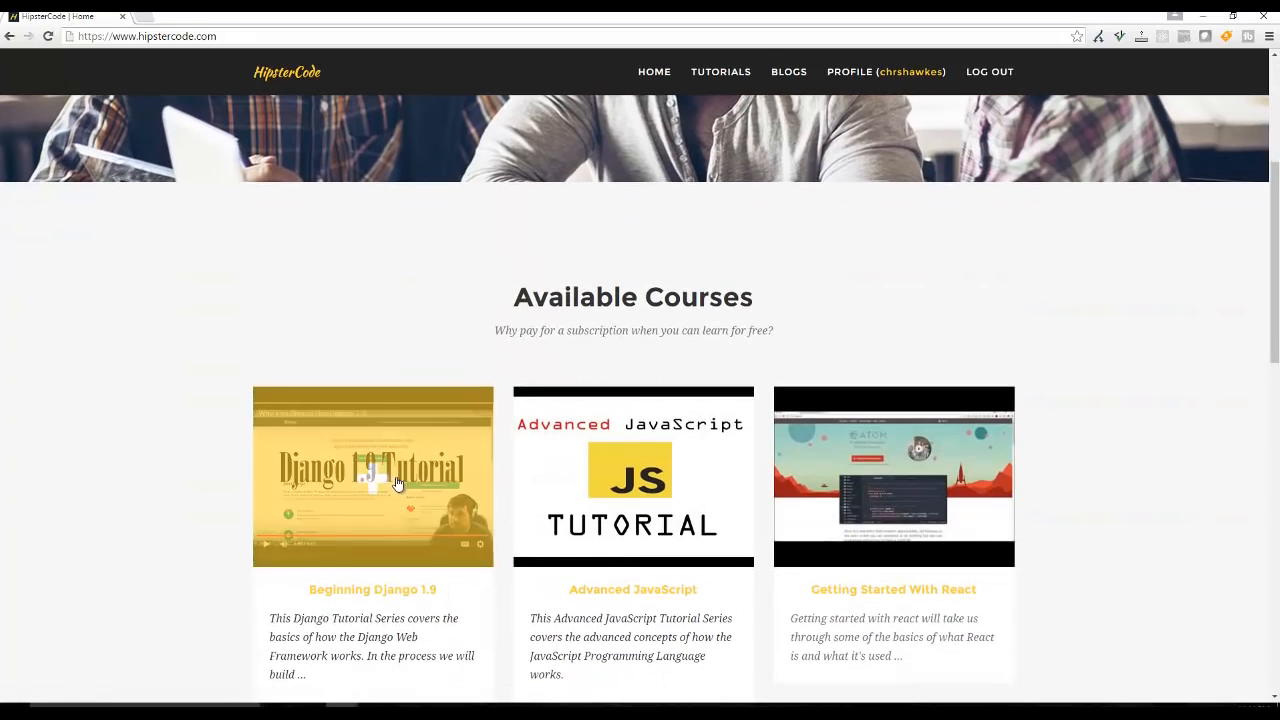 HipsterCode | Home
https://www.hipstercode.com
HipsterCode
HOME TUTORIALS BLOGS PROFILE (chrshawkes) LOG OUT
Available Courses
Why pay for a subscription when you can learn for free?
Django 1.9 Tutorial
Advanced JavaScript
JS
TUTORIAL
ATOM
Beginning Django 1.9
This Django Tutorial Series covers the
basics of how the Django Web
Framework works. In the process we will
build ...
Advanced JavaScript
This Advanced JavaScript Tutorial Series
covers the advanced concepts of how the
JavaScript Programming Language
works.
Getting Started With React
Getting started with react will take us
through some of the basics of what React
is and what it's used ...